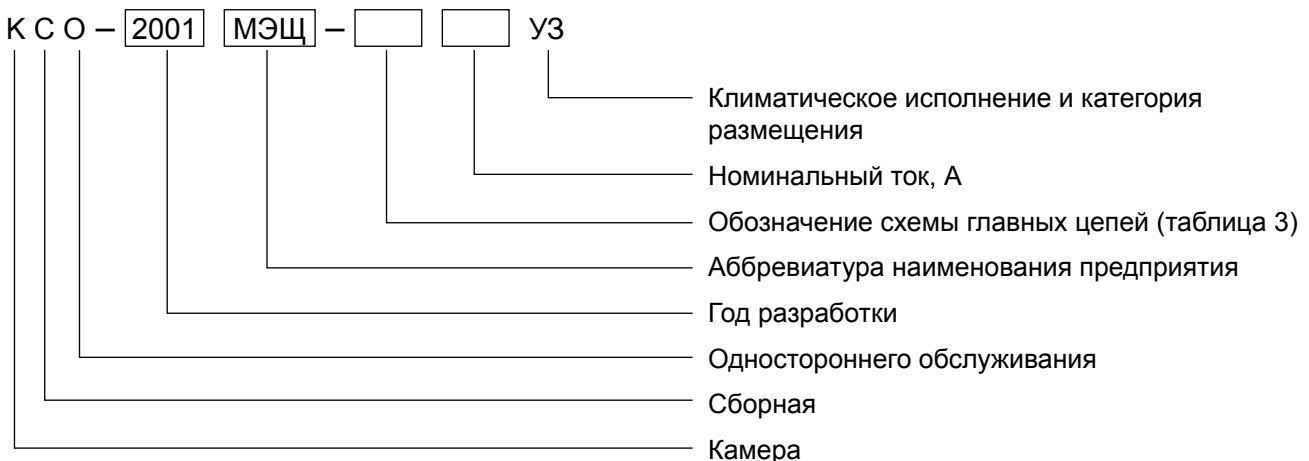 К С О – 2001 МЭЩ – У3
Климатическое исполнение и категория
размещения
Номинальный ток, А
Обозначение схемы главных цепей (таблица 3)
Аббревиатура наименования предприятия
Год разработки
Одностороннего обслуживания
Сборная
Камера